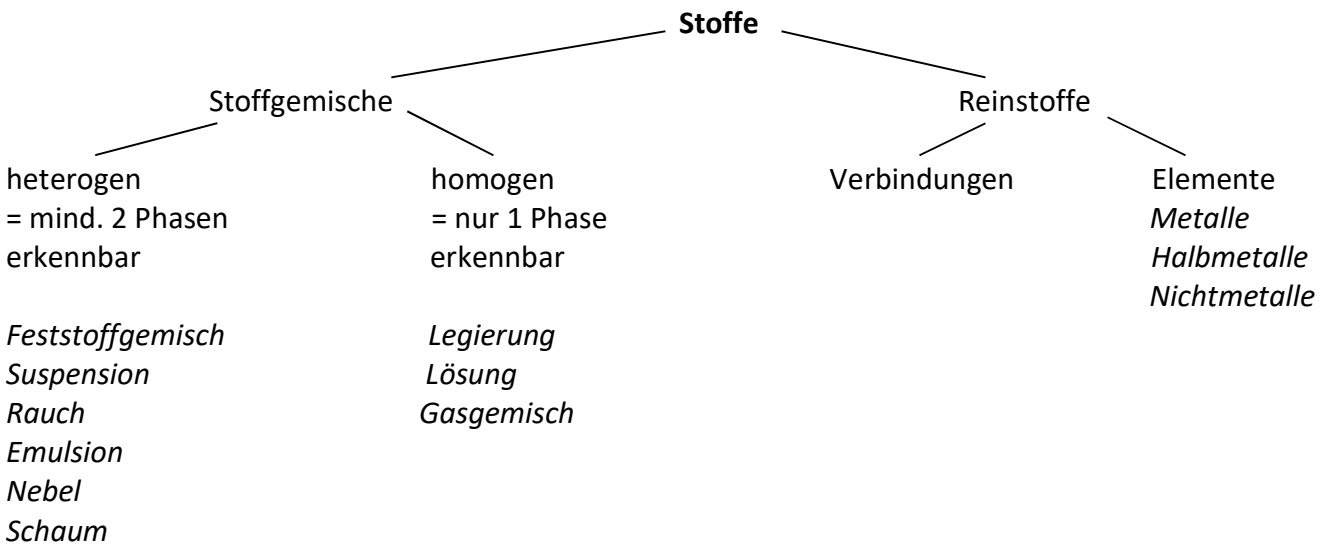 Stoffe
Stoffgemische Reinstoffe
heterogen homogen Verbindungen Elemente
= mind. 2 Phasen = nur 1 Phase Metalle
erkennbar erkennbar Halbmetalle
Nichtmetalle
Feststoffgemisch Legierung
Suspension Lösung
Rauch Gasgemisch
Emulsion
Nebel
Schaum